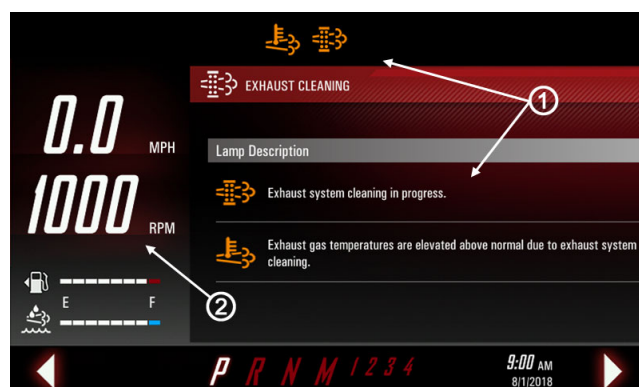 EXHAUST CLEANING
1
0.0 MPH
Lamp Description
Exhaust system cleaning in progress.
1000 RPM
Exhaust gas temperatures are elevated above normal due to exhaust system
cleaning.
E F
2
P R N M 1 2 3 4
9:00 AM
8/1/2018